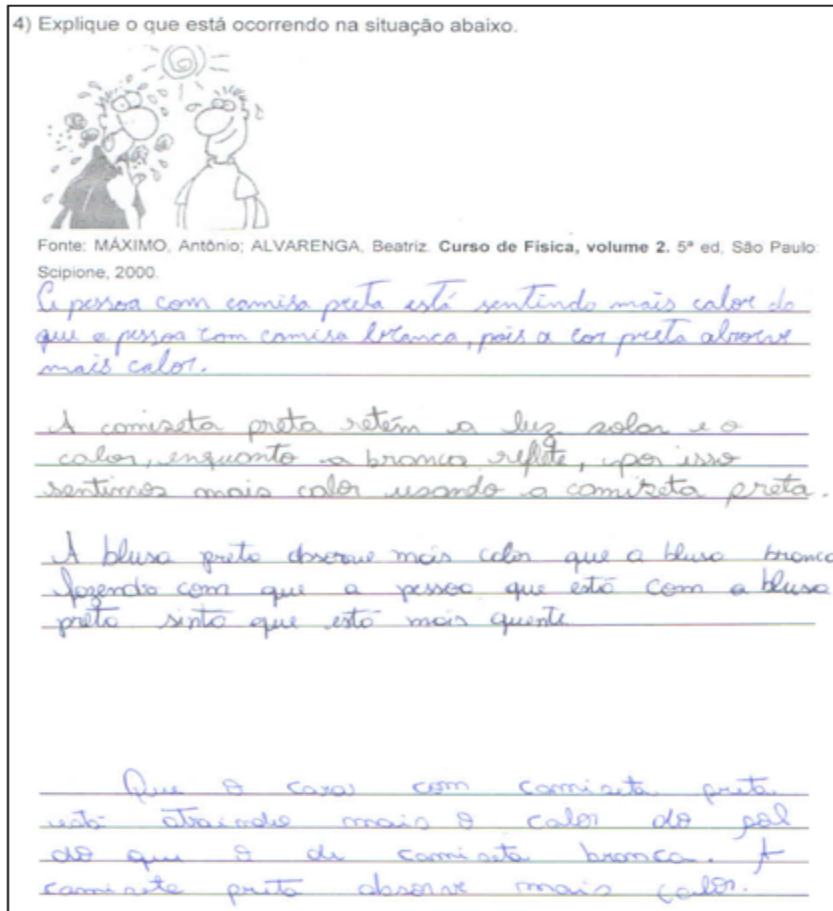 4) Explique o que está ocorrendo na situação abaixo.
Fonte: MÁXIMO, Antônio; ALVARENGA, Beatriz. Curso de Física, volume 2. 5ª ed, São Paulo:
Scipione, 2000.
A pessoa com camisa preta está sentindo mais calor do
que a pessoa com camisa branca, pois a cor preta absorve
mais calor.
A camiseta preta retém a luz solar e o
calor, enquanto a branca reflete, por isso
sentimos mais calor usando a camiseta preta.
A blusa preta absorve mais calor que a blusa branca
fazendo com que a pessoa que está com a blusa
preta sinta que está mais quente
Que o cara com camiseta preta
está atraindo mais o calor do sol
do que o de camiseta branca. A
camiseta preta absorve mais calor.